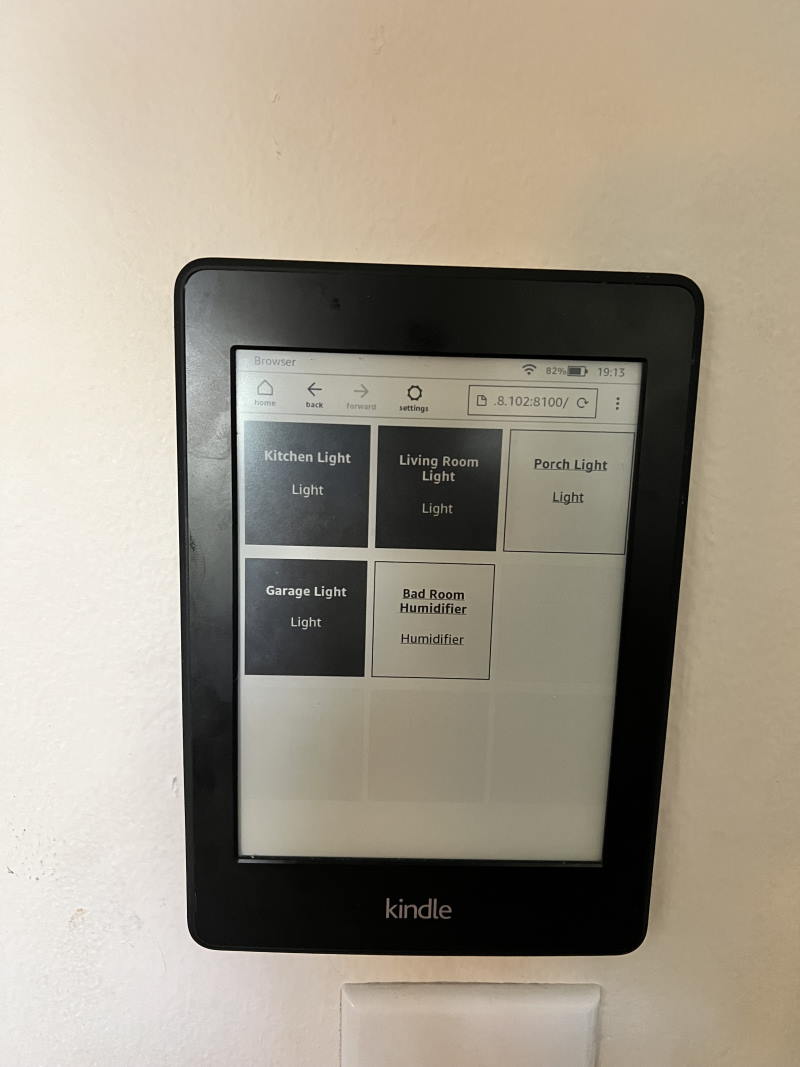 Browser
82% 19:13
home back forward settings .8.102:8100/
Kitchen Light
Light
Living Room
Light
Light
Porch Light
Light
Garage Light
Light
Bad Room
Humidifier
Humidifier
kindle